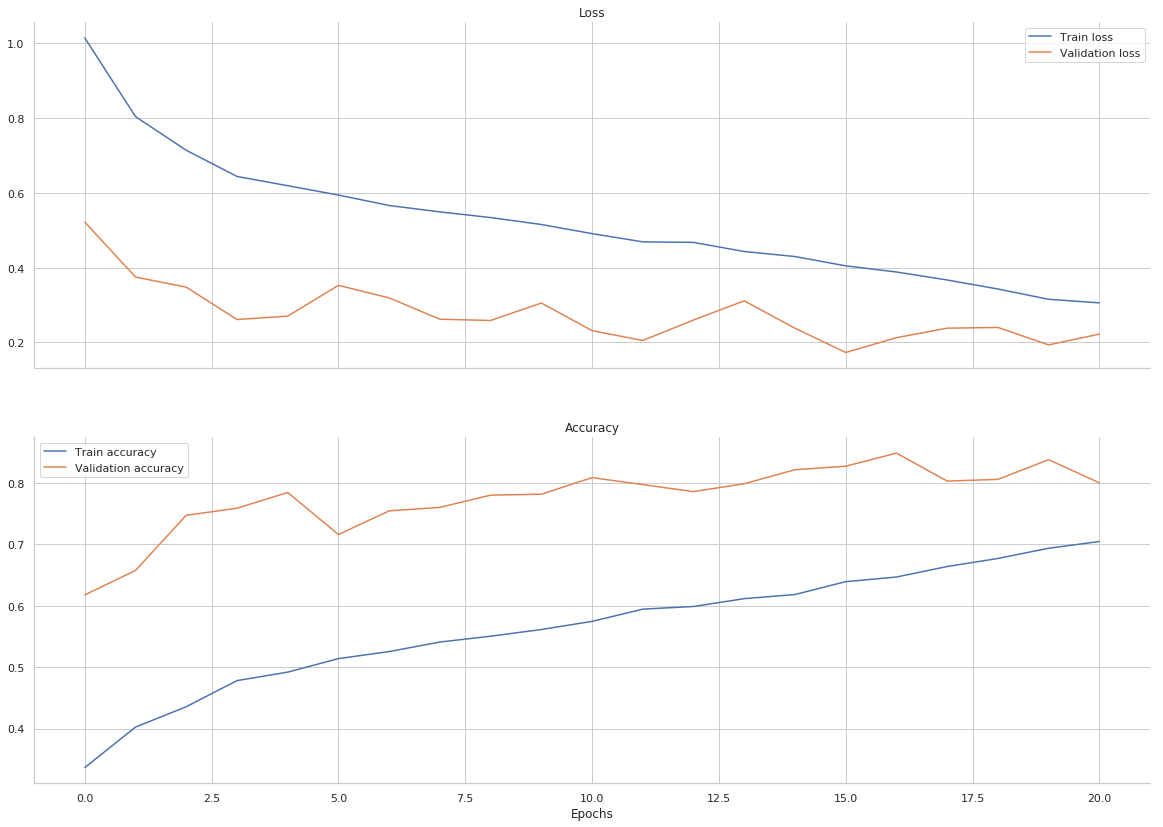 Loss
1.0
0.8
0.6
0.4
0.2
Train loss
Validation loss
Accuracy
Train accuracy
Validation accuracy
0.8
0.7
0.6
0.5
0.4
0.0 2.5 5.0 7.5 10.0 12.5 15.0 17.5 20.0
Epochs